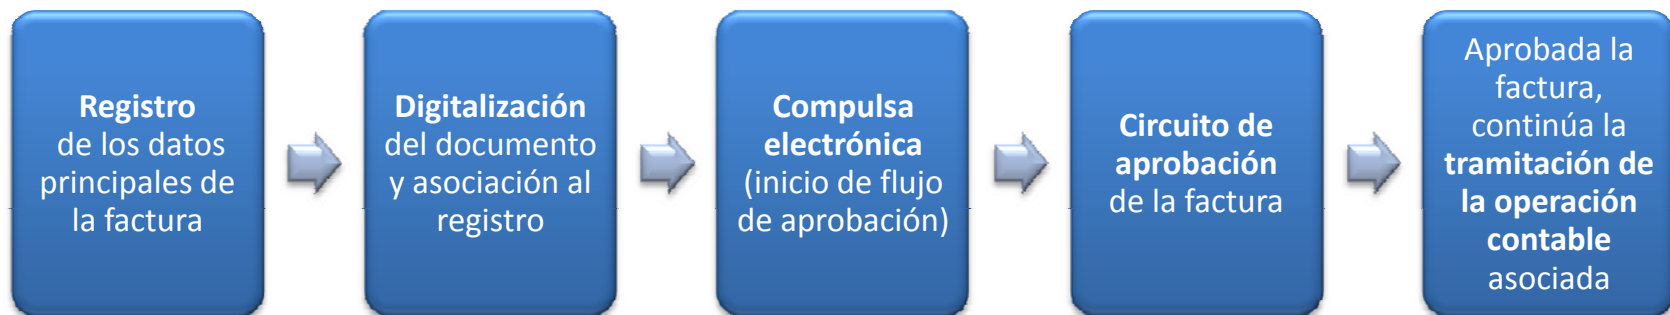 Registro
de los datos
principales de
la factura
Digitalización
del documento
y asociación al
registro
Compulsa
electrónica
(inicio de flujo
de aprobación)
Circuito de
aprobación
de la factura
Aprobada la
factura,
continúa la
tramitación de
la operación
contable
asociada